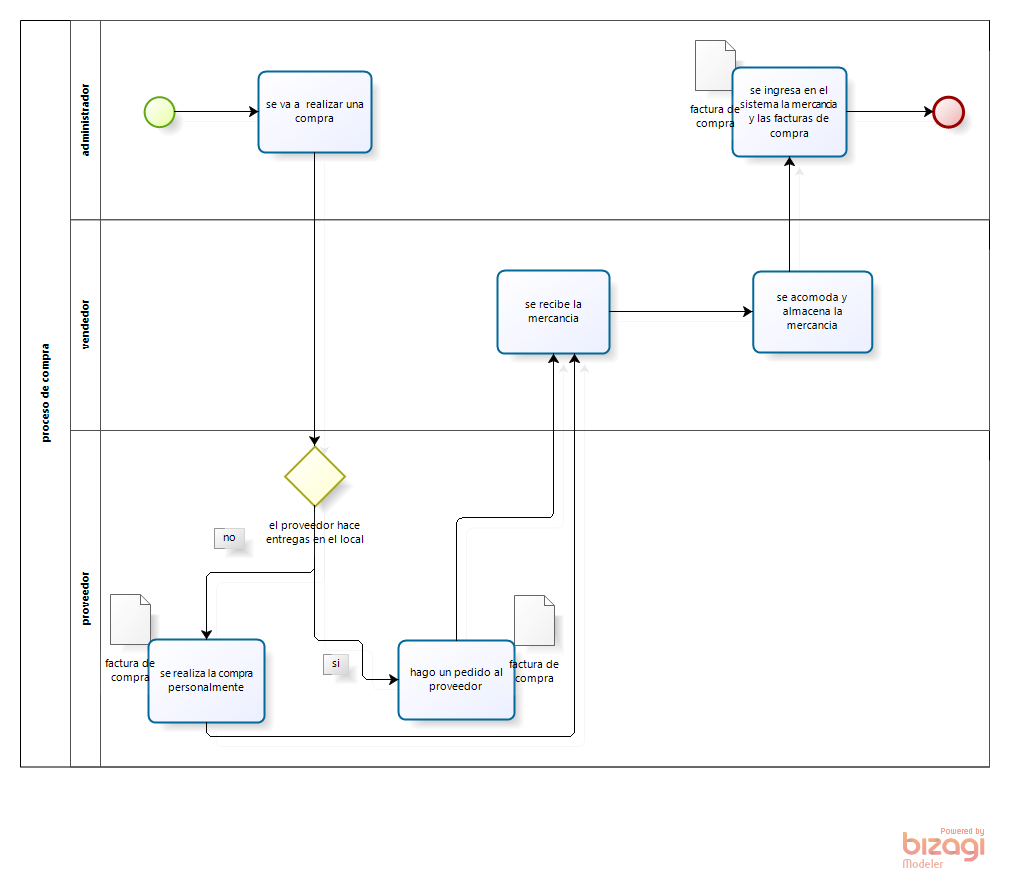 proceso de compra
administrador
se va a realizar una
compra
factura de
compra
se ingresa en el
sistema la mercancia
y las facturas de
compra
vendedor
se recibe la
mercancia
se acomoda y
almacena la
mercancia
proveedor
el proveedor hace
entregas en el local
no
si
factura de
compra
se realiza la compra
personalmente
hago un pedido al
proveedor
factura de
compra
Powered by
bizagi
Modeler